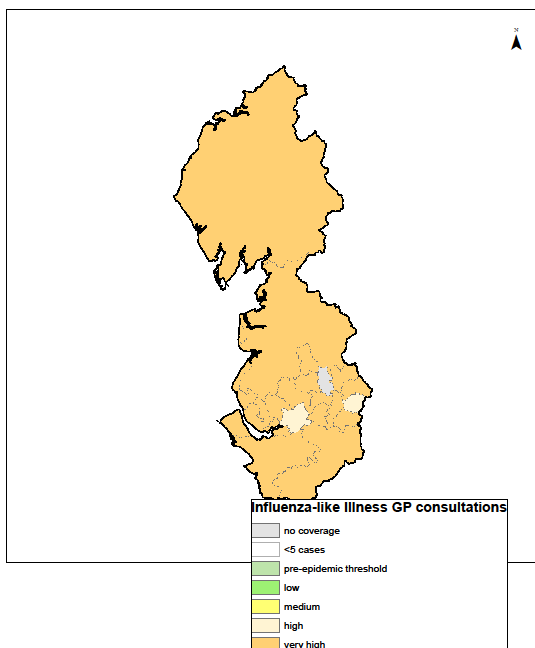 N
Influenza-like Illness GP consultations
no coverage
<5 cases
pre-epidemic threshold
low
medium
high
very high